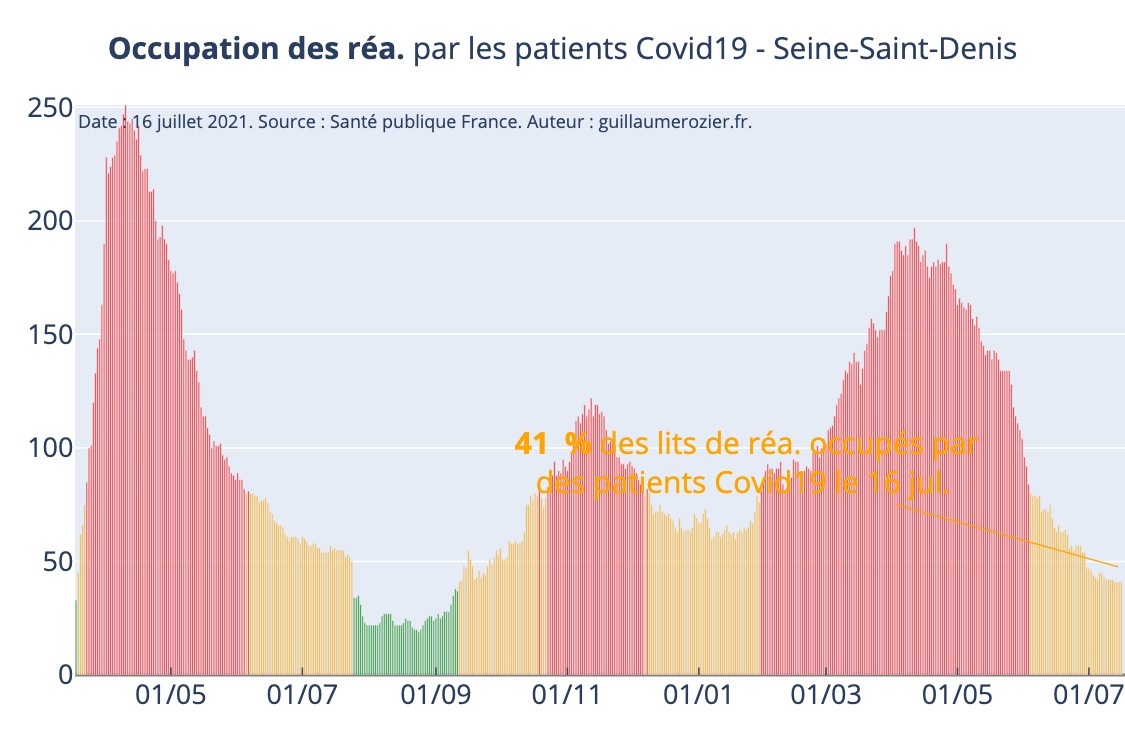 Occupation des réa. par les patients Covid19 - Seine-Saint-Denis
250
Date : 16 juillet 2021. Source : Santé publique France. Auteur : guillaumerozier.fr.
200
150
100
41 % des lits de réa. occupés par
des patients Covid19 le 16 jul.
50
0
01/05 01/07 01/09 01/11 01/01 01/03 01/05 01/07